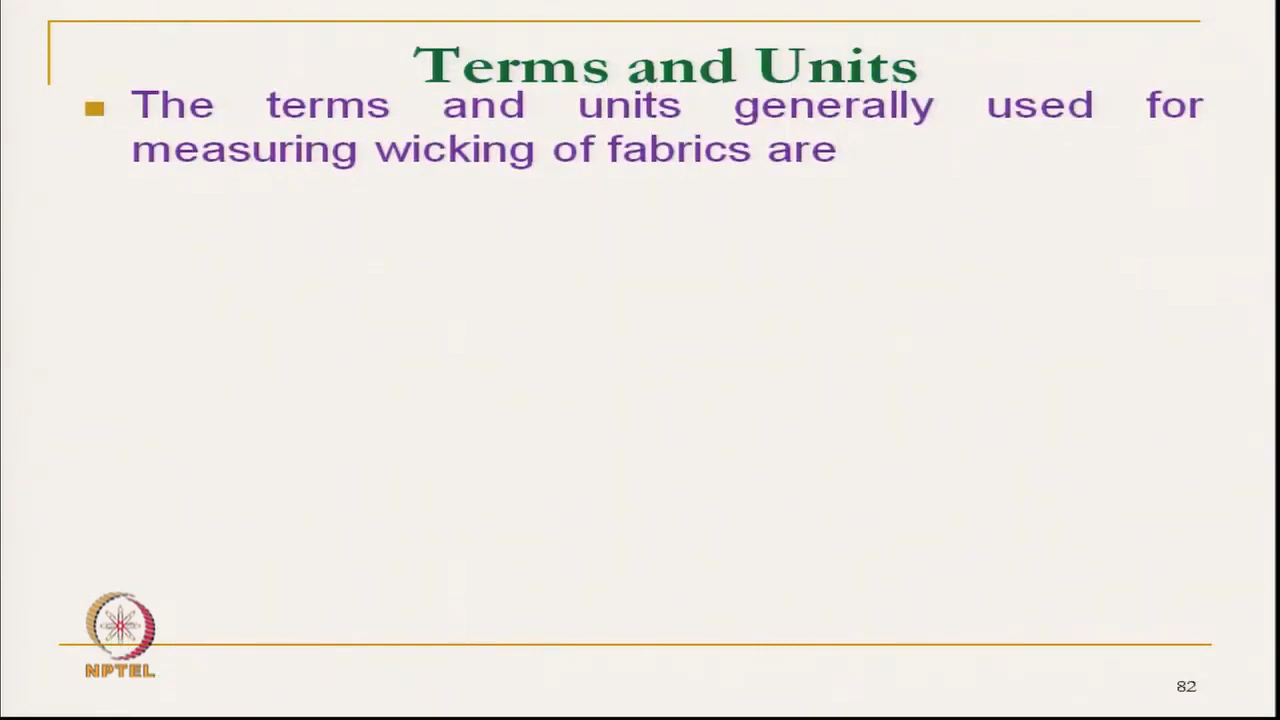 Terms and Units
The terms and units generally used for
measuring wicking of fabrics are
NPTEL
82